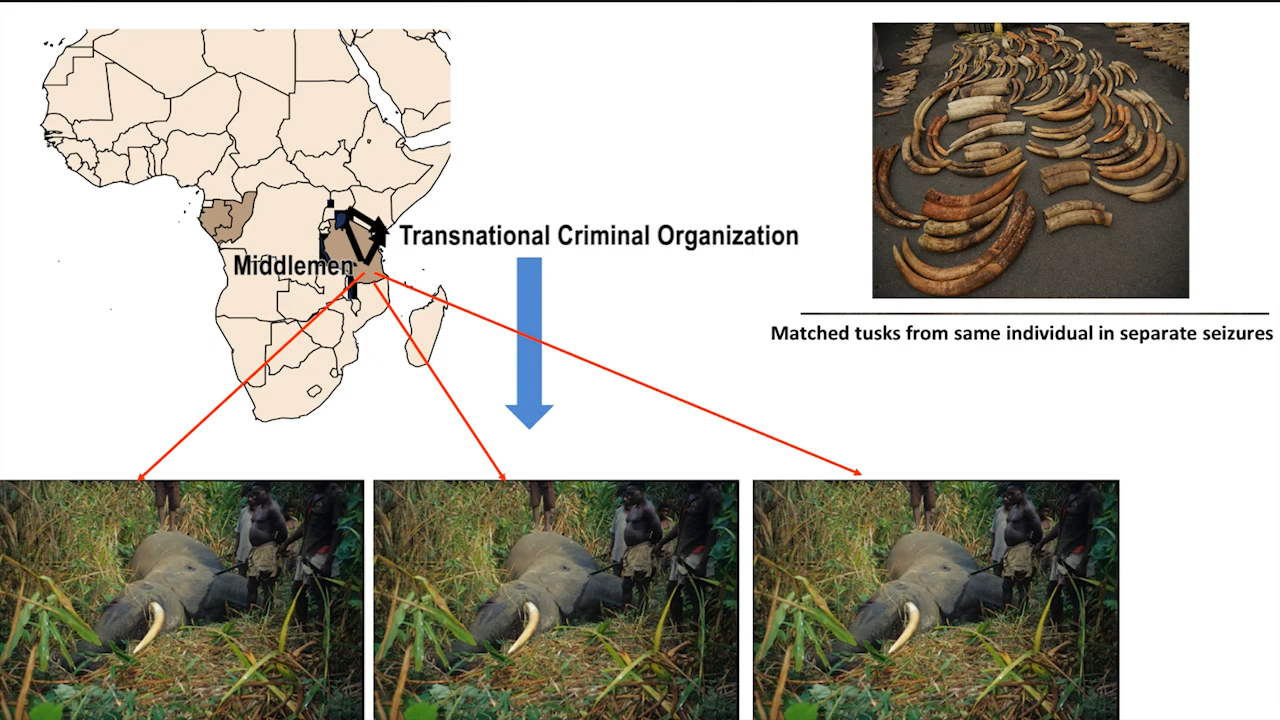 Transnational Criminal Organization
Middlemen
Matched tusks from same individual in separate seizures